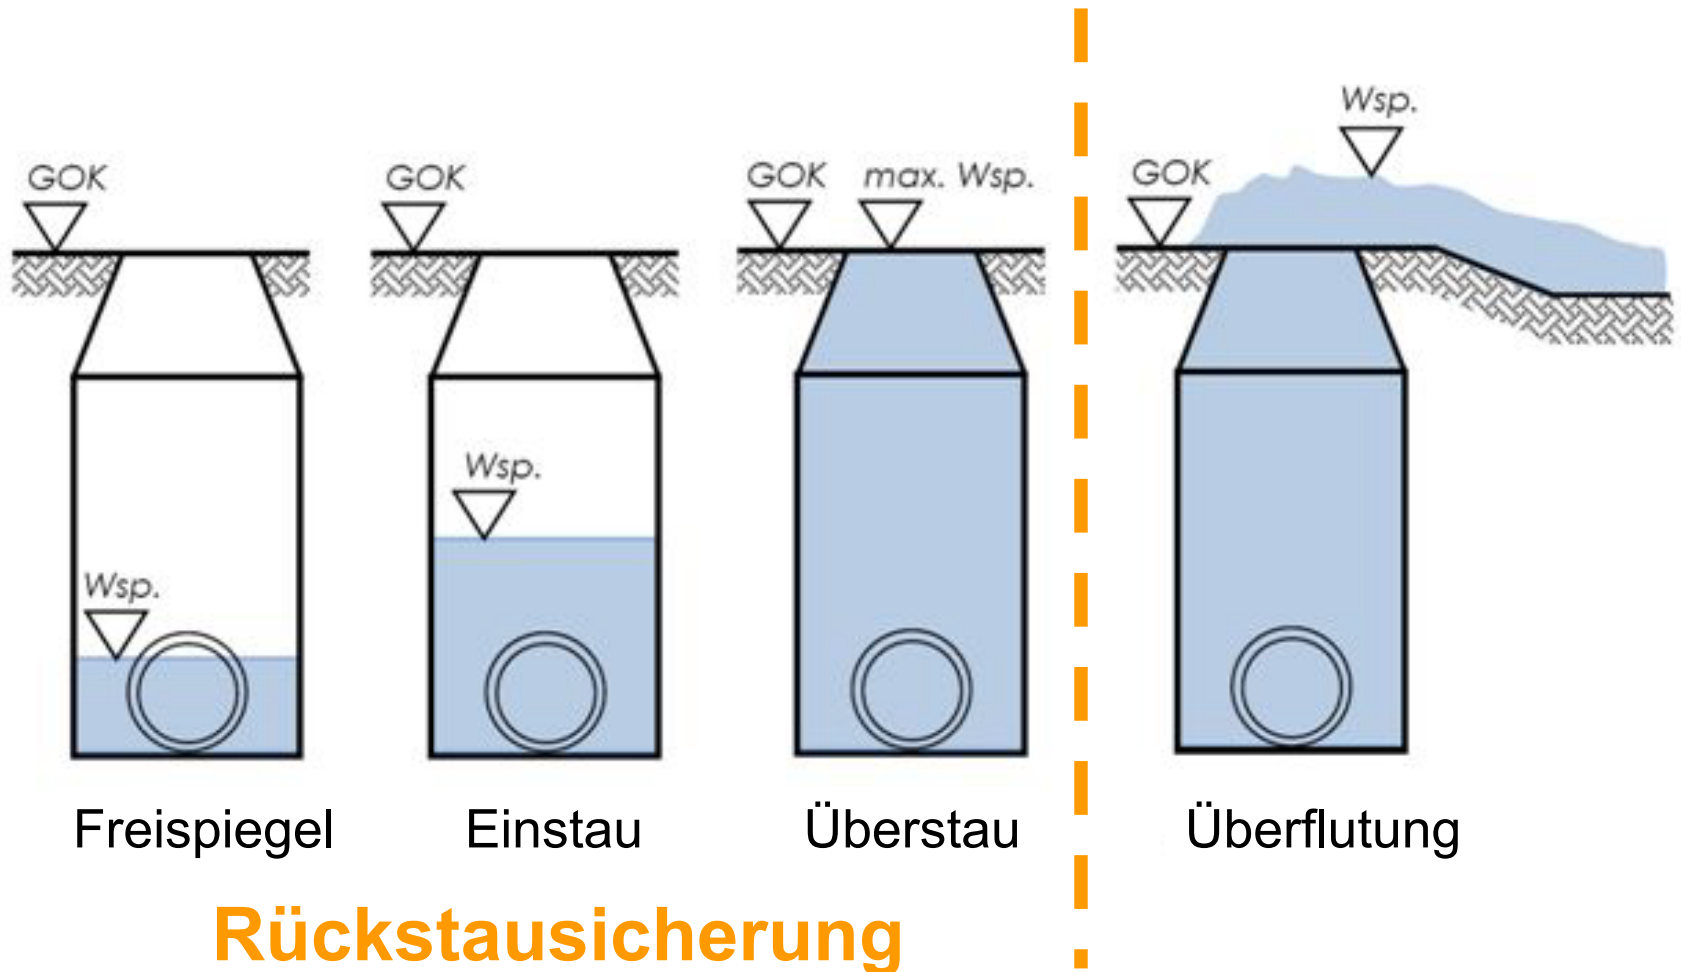 Wsp.
GOK
GOK
GOK max. Wsp.
GOK
Wsp.
Wsp.
Freispiegel Einstau Überstau Überflutung
Rückstausicherung